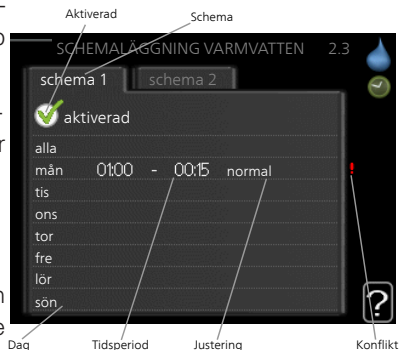 Aktiverad
Schema
SCHEMALÄGGNING VARMVATTEN 2.3
schema 1 schema 2
aktiverad
alla
mån 01:00 - 00:15 normal !
tis
ons
tor
fre
lör
sön
?
Dag Tidsperiod Justering Konflikt